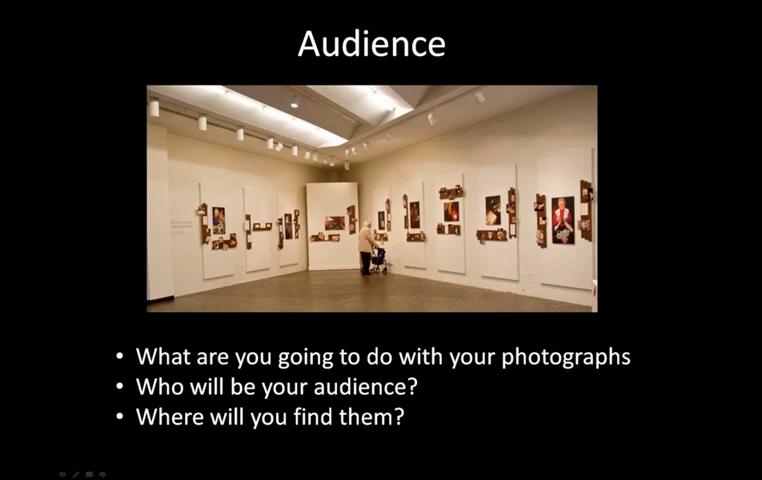 Audience
• What are you going to do with your photographs
• Who will be your audience?
• Where will you find them?